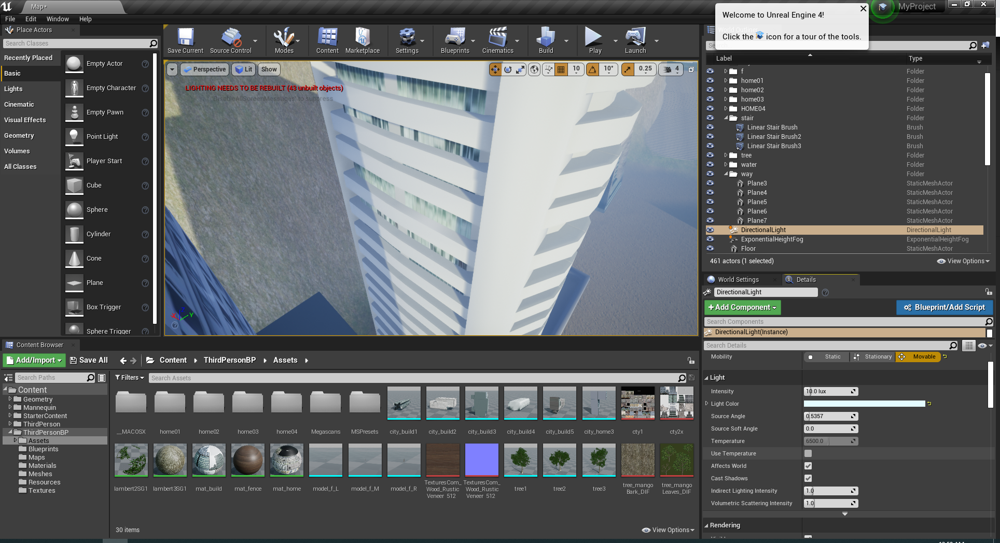 Map*
MyProject
File Edit Window Help
Welcome to Unreal Engine 4!
Click the icon for a tour of the tools.
Place Actors
Search Classes
Recently Placed
Basic
Lights
Cinematic
Visual Effects
Geometry
Volumes
All Classes
Empty Actor
Empty Character
Empty Pawn
Point Light
Player Start
Cube
Sphere
Cylinder
Cone
Plane
Box Trigger
Sphere Trigger
Save Current
Source Control
Modes
Content
Marketplace
Settings
Blueprints
Cinematics
Build
Play
Launch
Perspective
Lit
Show
10
10°
0.25
4
LIGHTING NEEDS TO BE REBUILT (43 unbuilt objects)
'DisableAllScreenMessages' to suppress
X
Z
Y
World Outliner
Label Type
f Folder
home01 Folder
home02 Folder
home03 Folder
HOME04 Folder
stair Folder
Linear Stair Brush Brush
Linear Stair Brush2 Brush
Linear Stair Brush3 Brush
tree Folder
water Folder
way Folder
Plane3 StaticMeshActor
Plane4 StaticMeshActor
Plane5 StaticMeshActor
Plane6 StaticMeshActor
Plane7 StaticMeshActor
DirectionalLight DirectionalLight
ExponentialHeightFog ExponentialHeightFog
Floor StaticMeshActor
461 actors (1 selected)
View Options
World Settings
Details
DirectionalLight
+Add Component
Blueprint/Add Script
Search Components
DirectionalLight(Instance)
Search Details
Mobility Static Stationary Movable
Light
Intensity 10.0 lux
Light Color
Source Angle 0.5357
Source Soft Angle 0.0
Temperature 6500.0
Use Temperature
Affects World
Cast Shadows
Indirect Lighting Intensity 1.0
Volumetric Scattering Intensity 1.0
Rendering
Content Browser
Add/Import
Save All
Content
ThirdPersonBP
Assets
Search Paths
Filters
Search Assets
Content
Geometry
Mannequin
StarterContent
ThirdPerson
ThirdPersonBP
Assets
Blueprints
Maps
Materials
Meshes
Resources
Textures
__MACOSX
home01
home02
home03
home04
Megascans
MSPresets
city_build1
city_build2
city_build3
city_build4
city_build5
city_home3
cty1
cty2x
lambert2SG1
lambert3SG1
mat_build
mat_fence
mat_home
model_f_L
model_f_M
model_f_R
TexturesCom_
Wood_Rustic
Veneer_512
TexturesCom_
Wood_Rustic
Veneer_512
tree1
tree2
tree3
tree_mango
Bark_DIF
tree_mango
Leaves_DIF
30 items
View Options